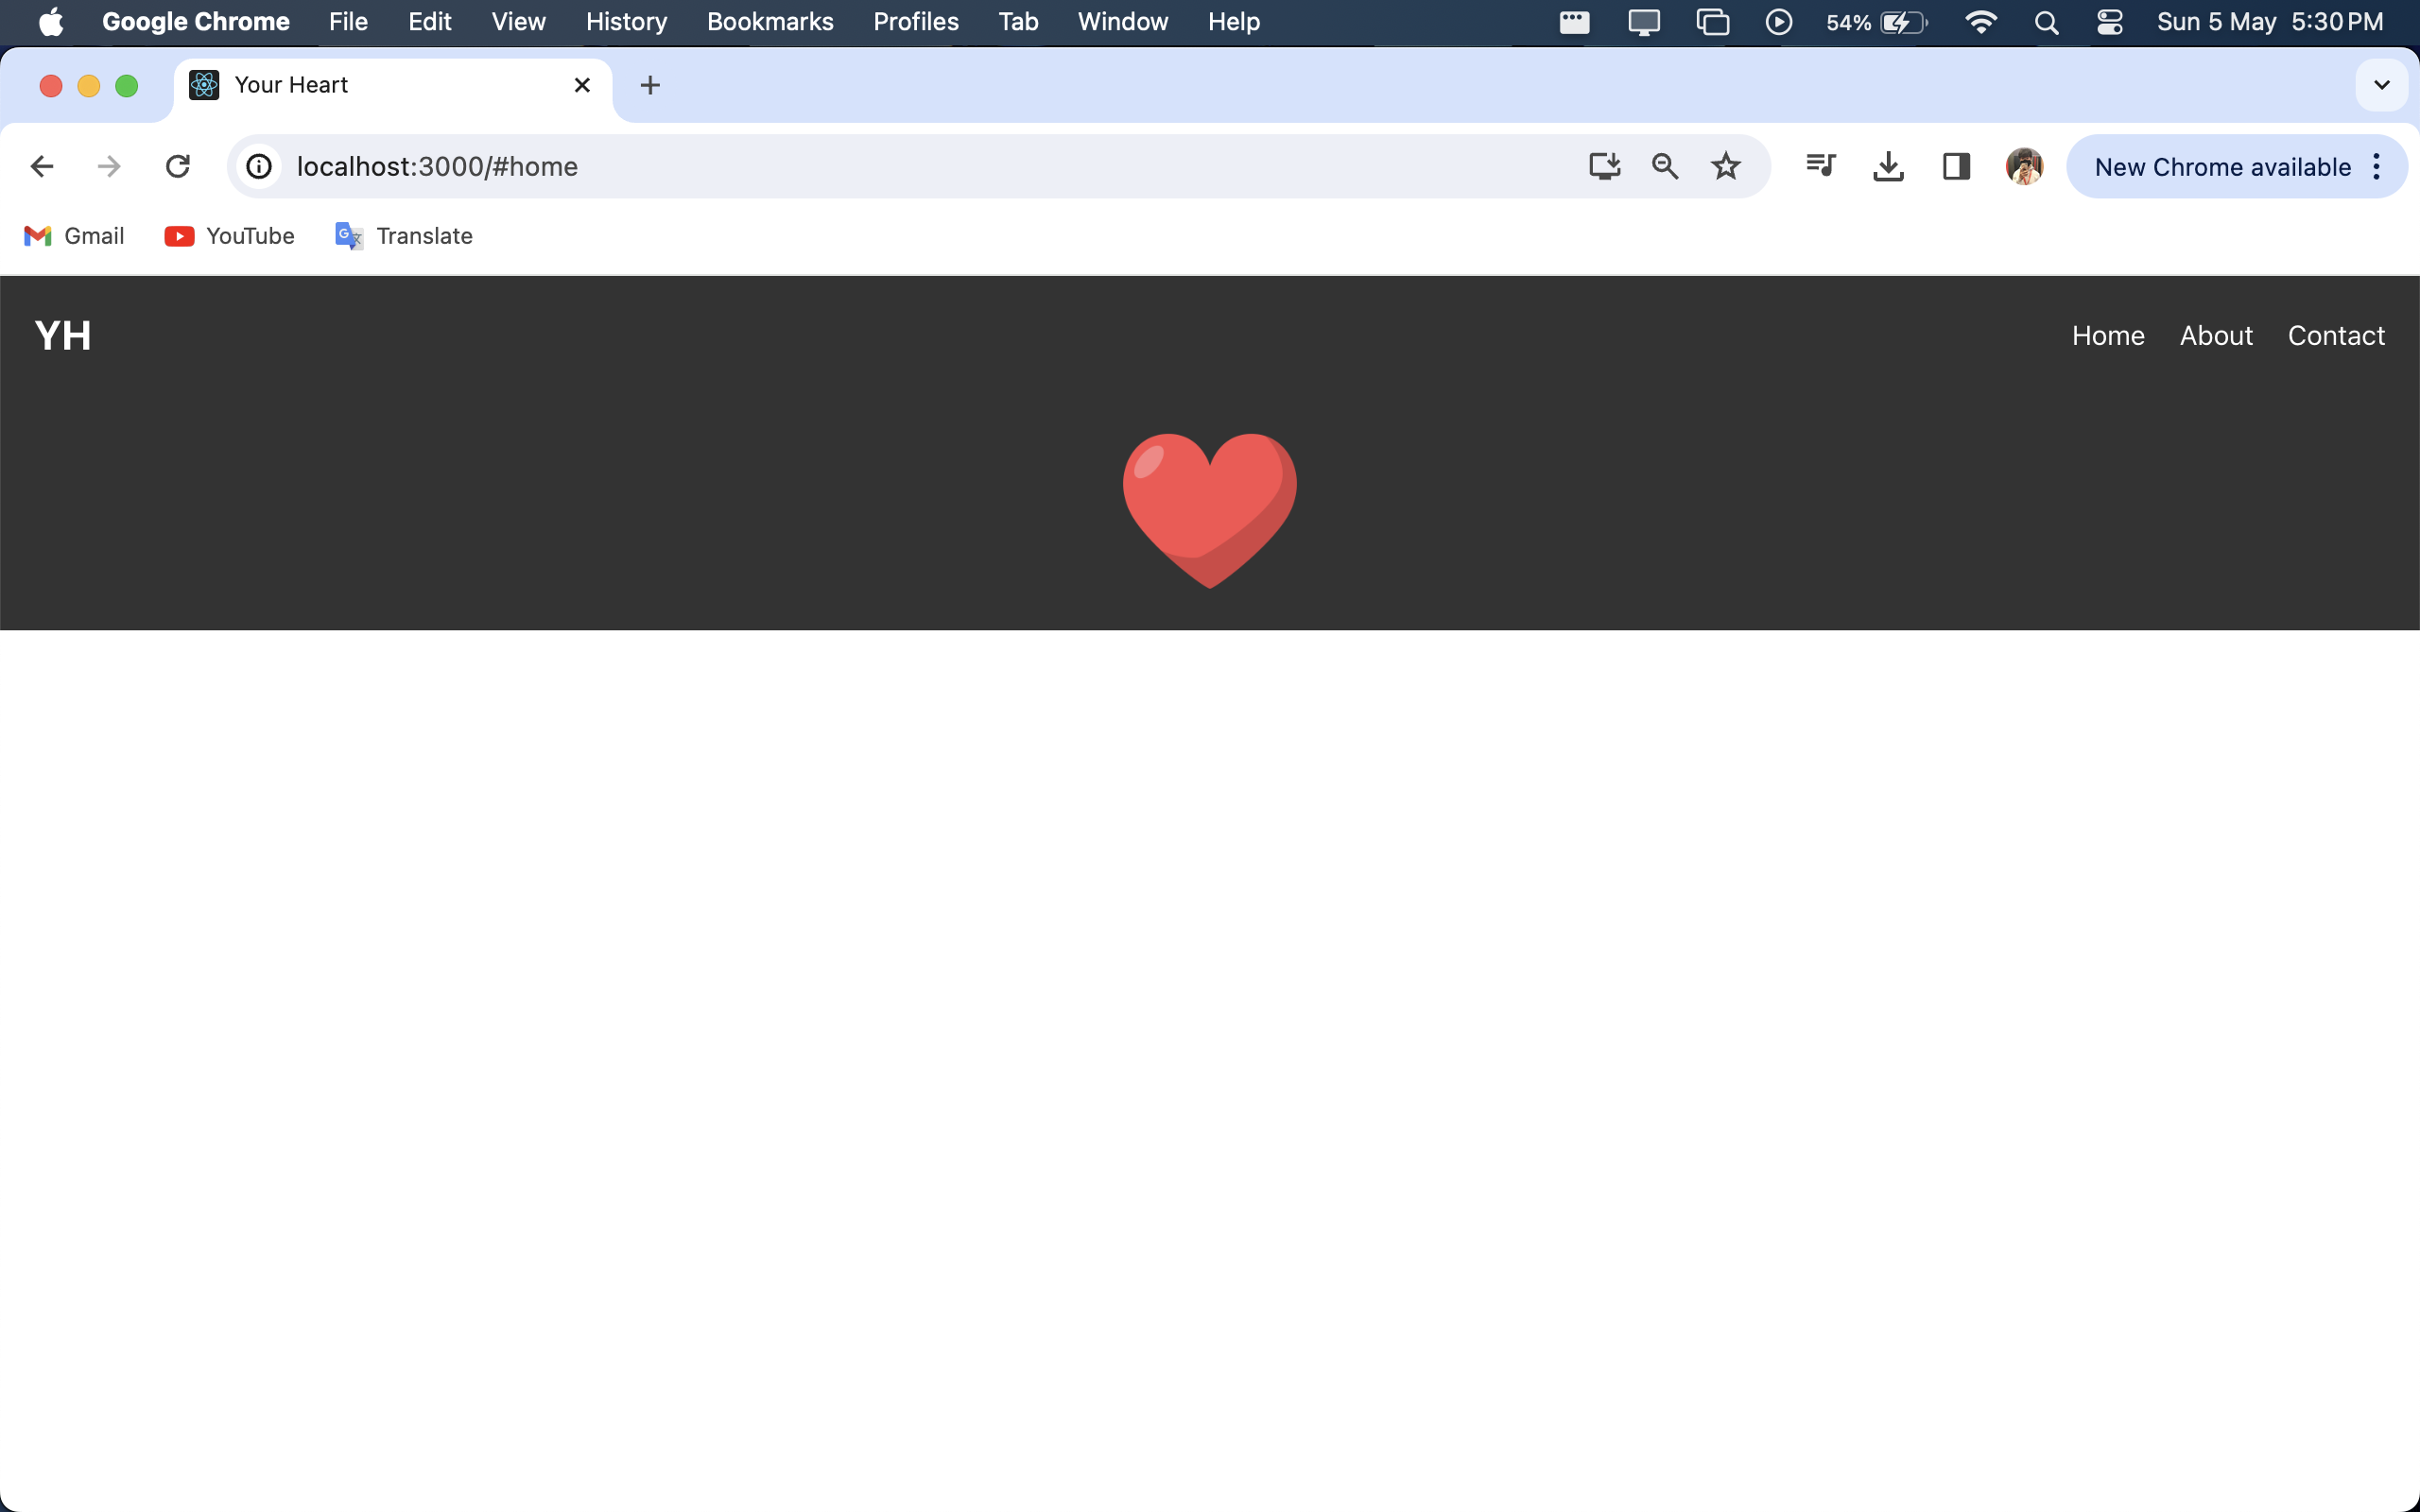 Google Chrome File Edit View History Bookmarks Profiles Tab Window Help 54% Sun 5 May 5:30 PM
Your Heart
localhost:3000/#home New Chrome available
Gmail YouTube Translate
YH Home About Contact